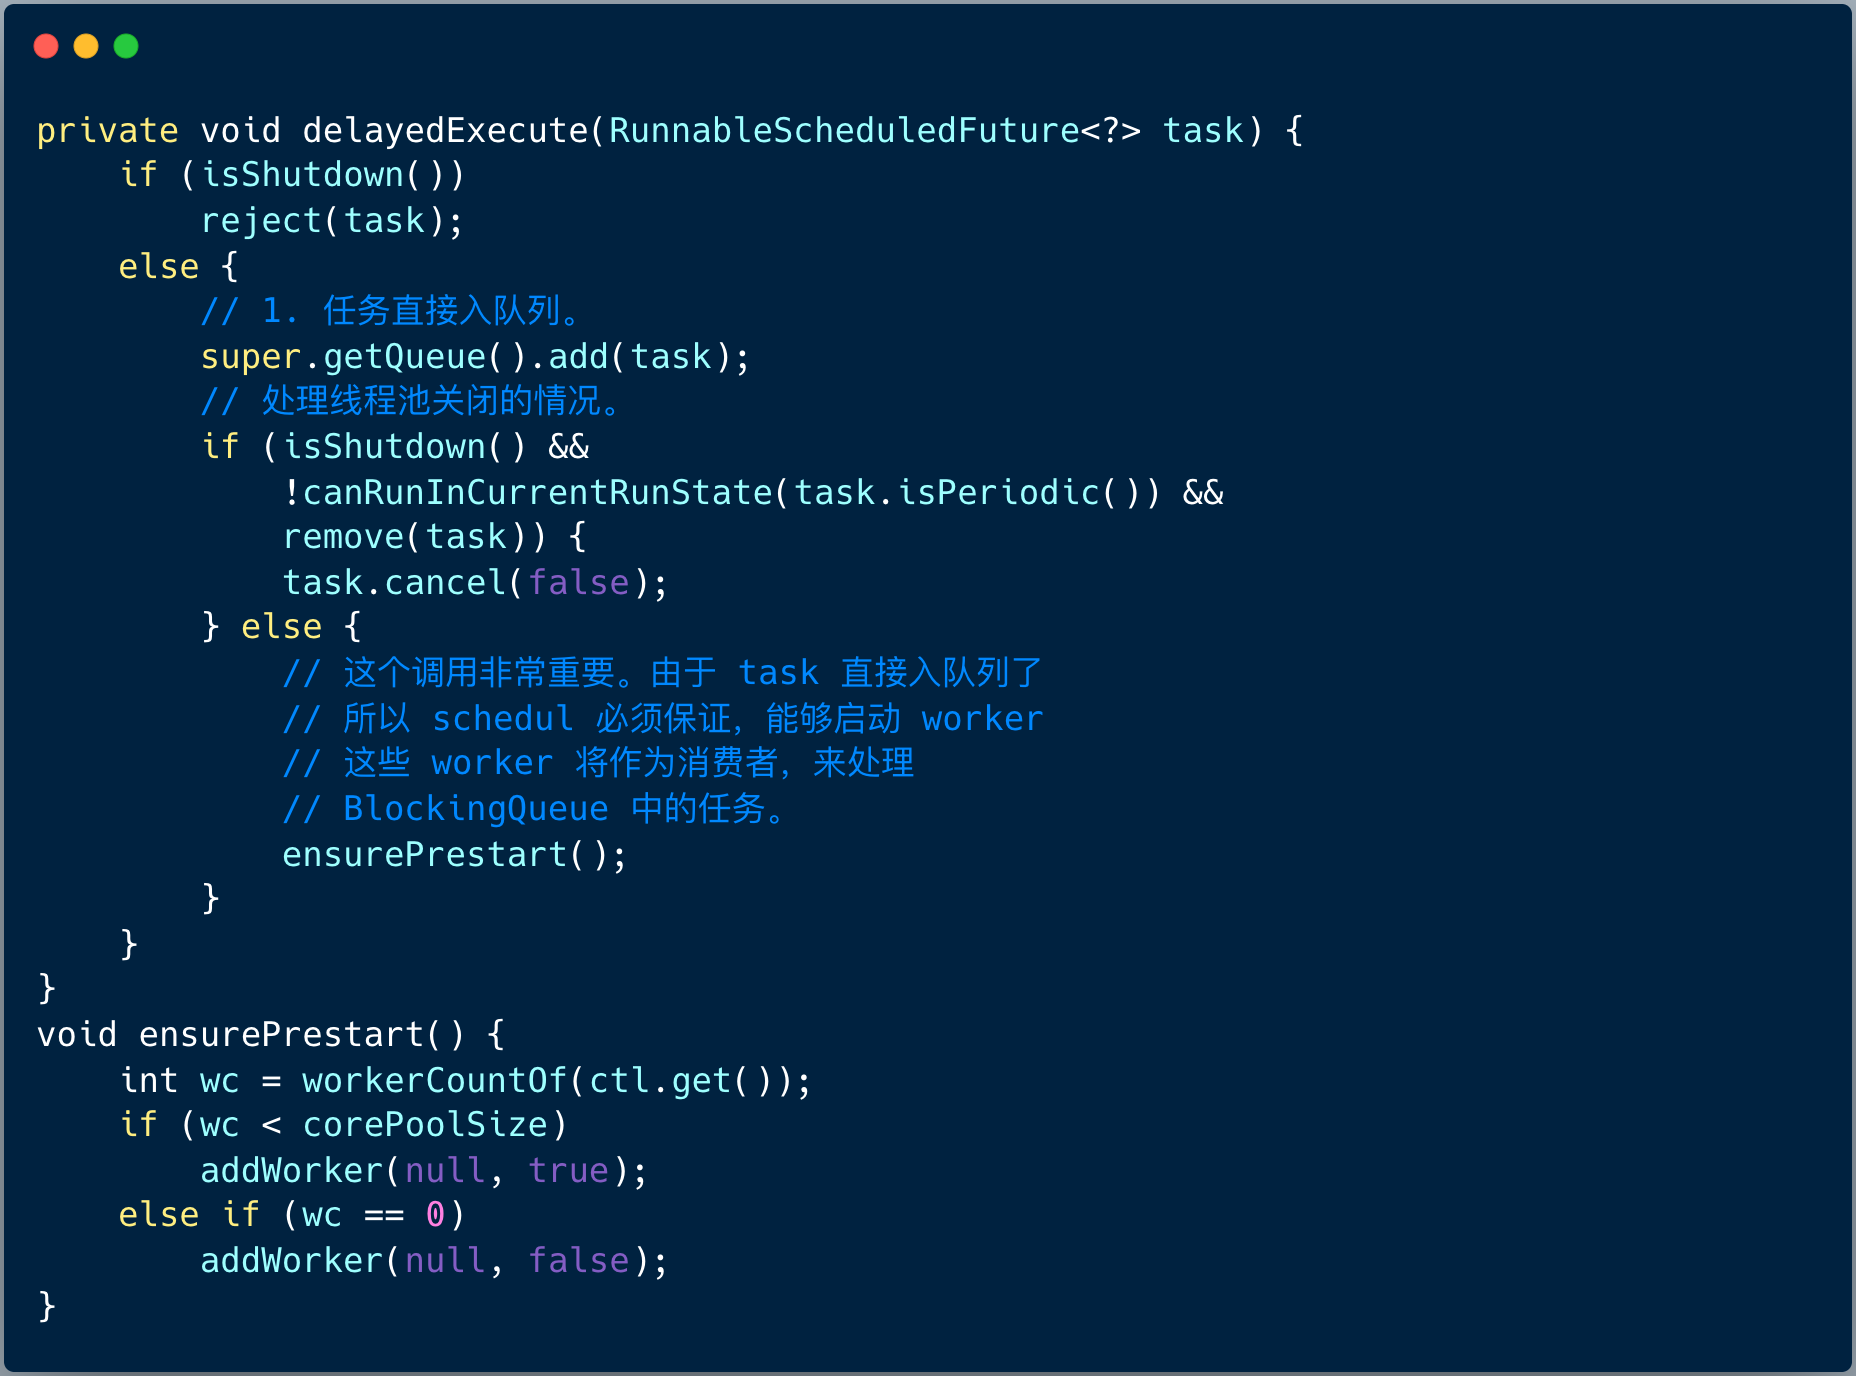 private void delayedExecute(RunnableScheduledFuture<?> task) {
    if (isShutdown())
        reject(task);
    else {
        // 1. 任务直接入队列。
        super.getQueue().add(task);
        // 处理线程池关闭的情况。
        if (isShutdown() &&
            !canRunInCurrentRunState(task.isPeriodic()) &&
            remove(task)) {
            task.cancel(false);
        } else {
            // 这个调用非常重要。由于 task 直接入队列了
            // 所以 schedul 必须保证，能够启动 worker
            // 这些 worker 将作为消费者，来处理
            // BlockingQueue 中的任务。
            ensurePrestart();
        }
    }
}
void ensurePrestart() {
    int wc = workerCountOf(ctl.get());
    if (wc < corePoolSize)
        addWorker(null, true);
    else if (wc == 0)
        addWorker(null, false);
}